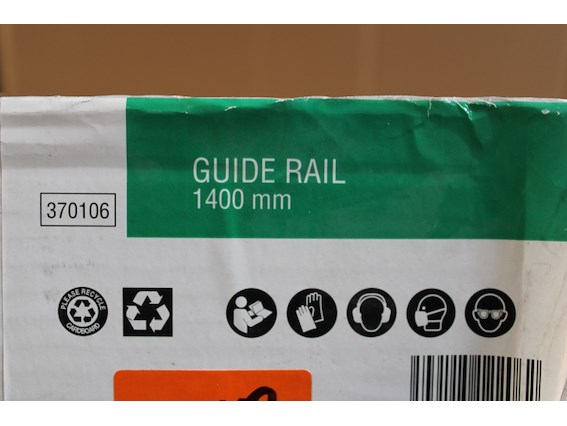 GUIDE RAIL
1400 mm
370106
PLEASE RECYCLE
CARDBOARD